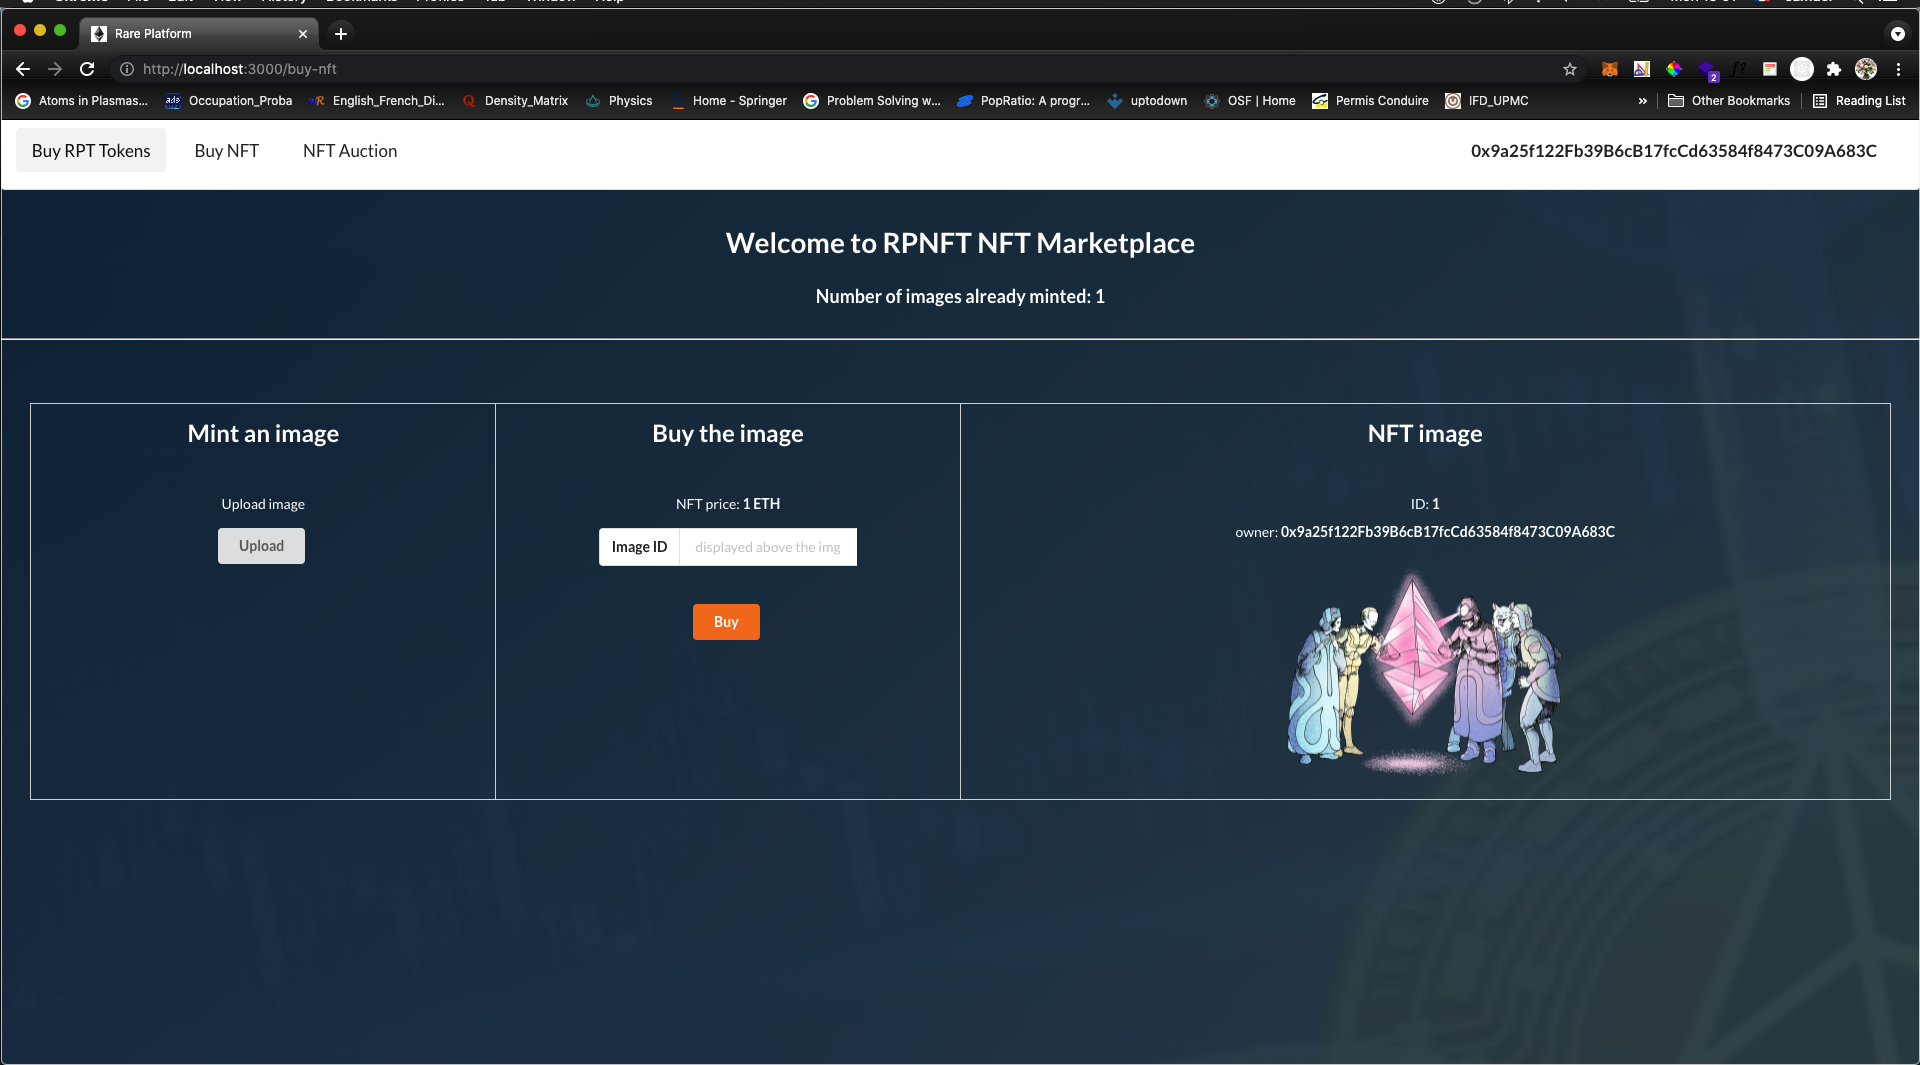 Rare Platform
http://localhost:3000/buy-nft
2
Atoms in Plasmas... Occupation_Proba English_French_Di... Density_Matrix Physics Home - Springer Problem Solving w... PopRatio: A progr... uptodown OSF | Home Permis Conduire IFD_UPMC » Other Bookmarks Reading List
Buy RPT Tokens Buy NFT NFT Auction 0x9a25f122Fb39B6cB17fcCd63584f8473C09A683C
Welcome to RPNFT NFT Marketplace
Number of images already minted: 1
Mint an image
Upload image
Upload
Buy the image
NFT price: 1 ETH
Image ID displayed above the img
Buy
NFT image
ID: 1
owner: 0x9a25f122Fb39B6cB17fcCd63584f8473C09A683C